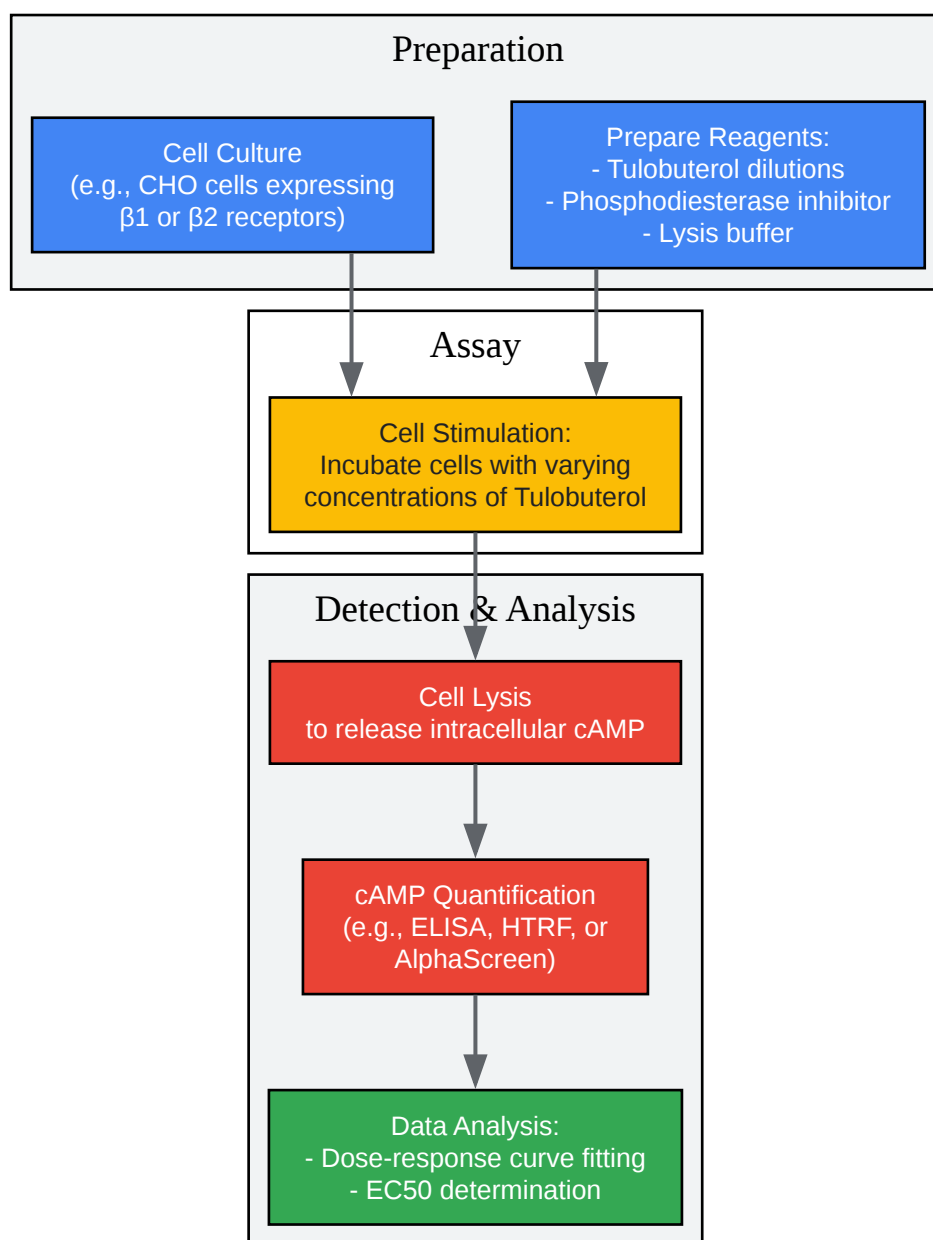 Preparation
Cell Culture
(e.g., CHO cells expressing
β1 or β2 receptors)
Prepare Reagents:
- Tulobuterol dilutions
- Phosphodiesterase inhibitor
- Lysis buffer
Assay
Cell Stimulation:
Incubate cells with varying
concentrations of Tulobuterol
Detection & Analysis
Cell Lysis
to release intracellular cAMP
cAMP Quantification
(e.g., ELISA, HTRF, or
AlphaScreen)
Data Analysis:
- Dose-response curve fitting
- EC50 determination